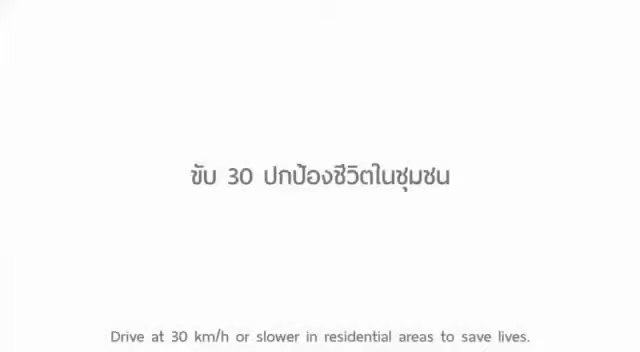 ขับ 30 ปกป้องชีวิตในชุมชน
Drive at 30 km/h or slower in residential areas to save lives.